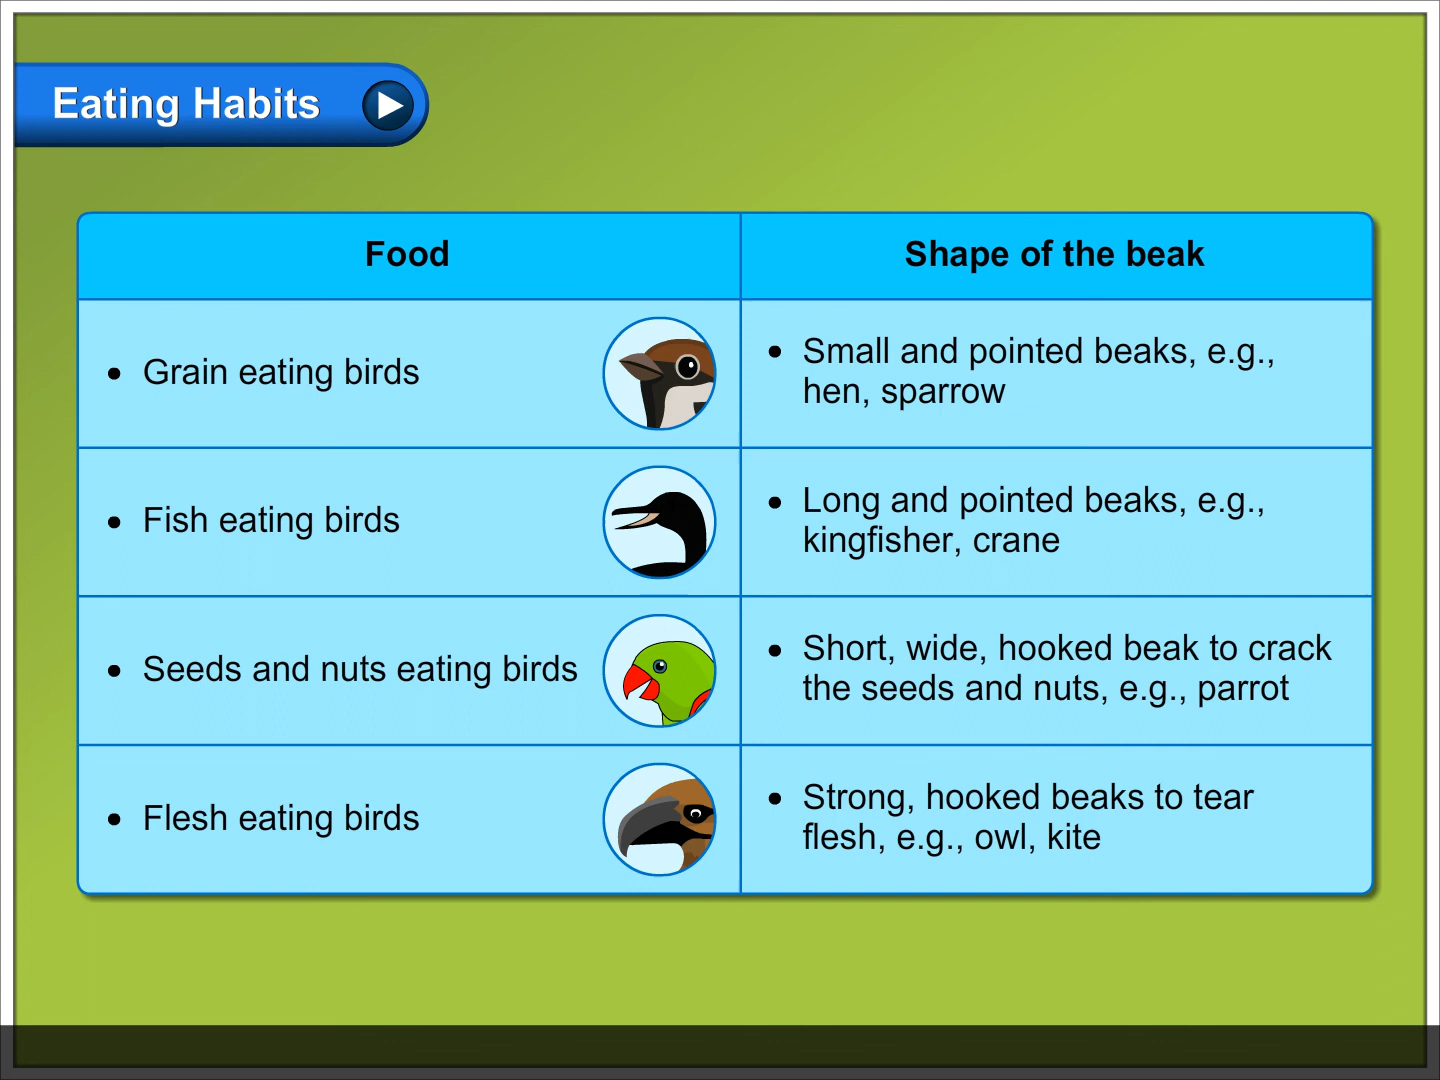 Eating Habits
Food
Shape of the beak
• Grain eating birds
• Small and pointed beaks, e.g.,
hen, sparrow
• Fish eating birds
• Long and pointed beaks, e.g.,
kingfisher, crane
• Seeds and nuts eating birds
• Short, wide, hooked beak to crack
the seeds and nuts, e.g., parrot
• Flesh eating birds
• Strong, hooked beaks to tear
flesh, e.g., owl, kite